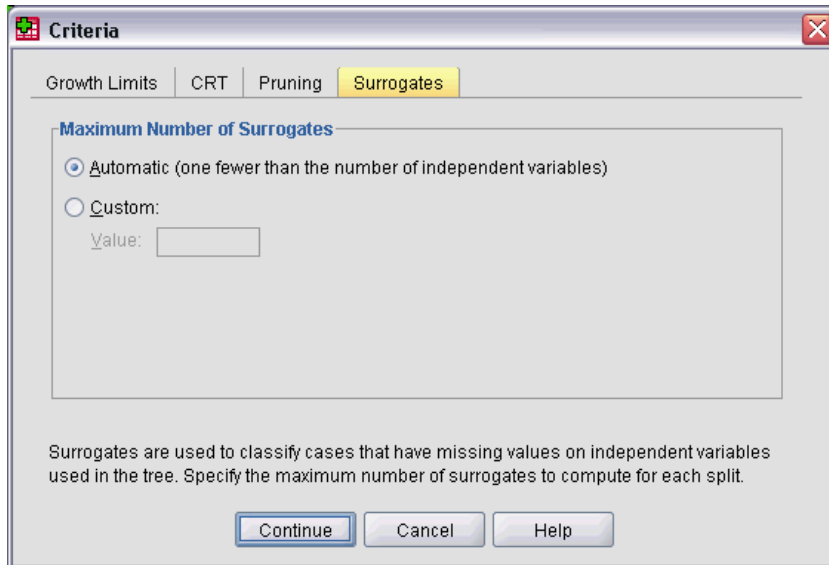 Criteria
Growth Limits CRT Pruning Surrogates
Maximum Number of Surrogates
Automatic (one fewer than the number of independent variables)
Custom:
Value:
Surrogates are used to classify cases that have missing values on independent variables
used in the tree. Specify the maximum number of surrogates to compute for each split.
Continue Cancel Help